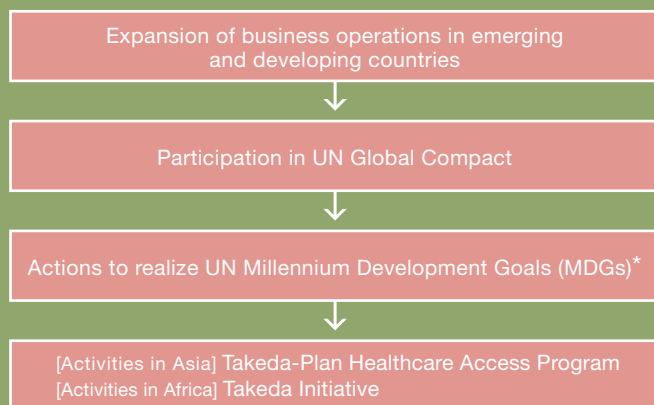 Expansion of business operations in emerging
and developing countries
Participation in UN Global Compact
Actions to realize UN Millennium Development Goals (MDGs)*
[Activities in Asia] Takeda-Plan Healthcare Access Program
[Activities in Africa] Takeda Initiative